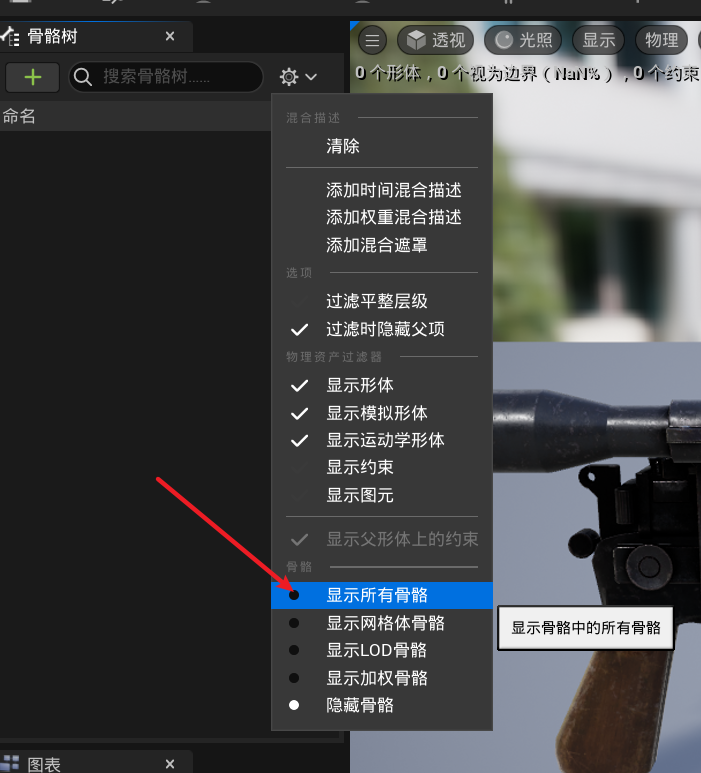 骨骼树
透视
光照
显示
物理
搜索骨骼树......
0 个形体，0 个视为边界（NaN%），0 个约束
命名
混合描述
清除
添加时间混合描述
添加权重混合描述
添加混合遮罩
选项
过滤平整层级
过滤时隐藏父项
物理资产过滤器
显示形体
显示模拟形体
显示运动学形体
显示约束
显示图元
显示父形体上的约束
骨骼
显示所有骨骼
显示网格体骨骼
显示骨骼中的所有骨骼
显示LOD骨骼
显示加权骨骼
隐藏骨骼
图表